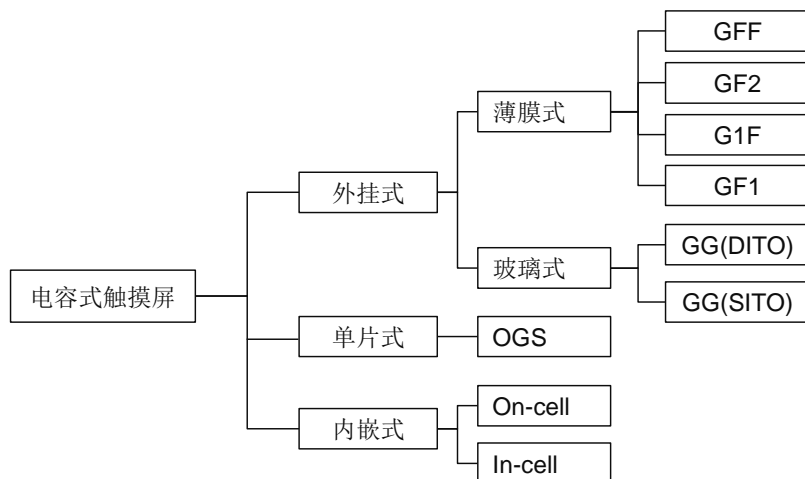 GFF
GF2
薄膜式
G1F
外挂式
GF1
玻璃式
GG(DITO)
电容式触摸屏
GG(SITO)
单片式
OGS
On-cell
内嵌式
In-cell